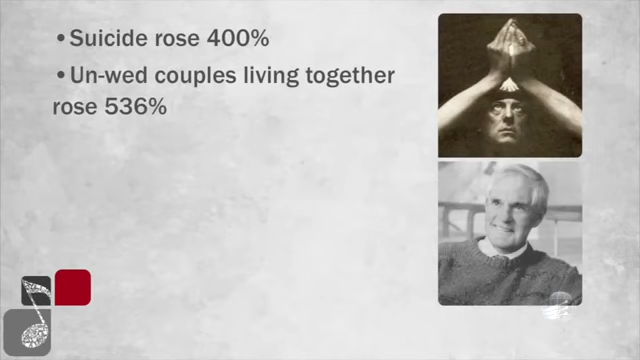 •Suicide rose 400%
•Un-wed couples living together
rose 536%